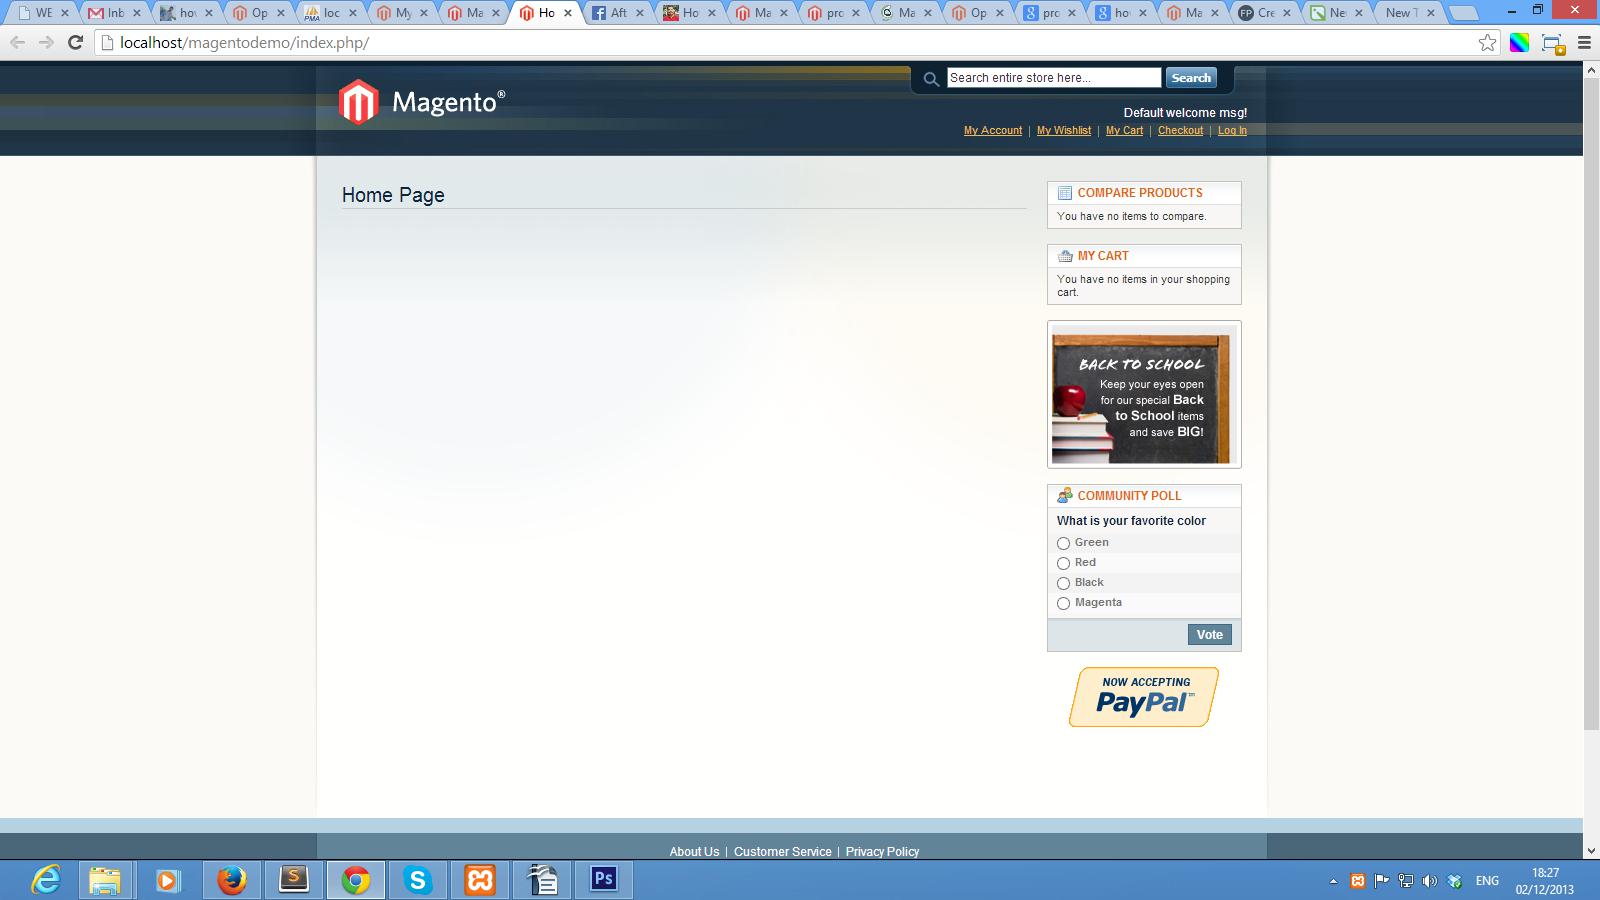 WE
Inb
how
Op
loc
My
Ma
Ho
Aft
Ho
Ma
pro
Ma
Op
pro
how
Ma
Cre
Ne
New T
localhost/magentodemo/index.php/
Magento®
Search entire store here...
Search
Default welcome msg!
My Account | My Wishlist | My Cart | Checkout | Log In
Home Page
COMPARE PRODUCTS
You have no items to compare.
MY CART
You have no items in your shopping
cart.
BACK TO SCHOOL
Keep your eyes open
for our special Back
to School items
and save BIG!
COMMUNITY POLL
What is your favorite color
Green
Red
Black
Magenta
Vote
NOW ACCEPTING
PayPal™
About Us | Customer Service | Privacy Policy
ENG
18:27
02/12/2013